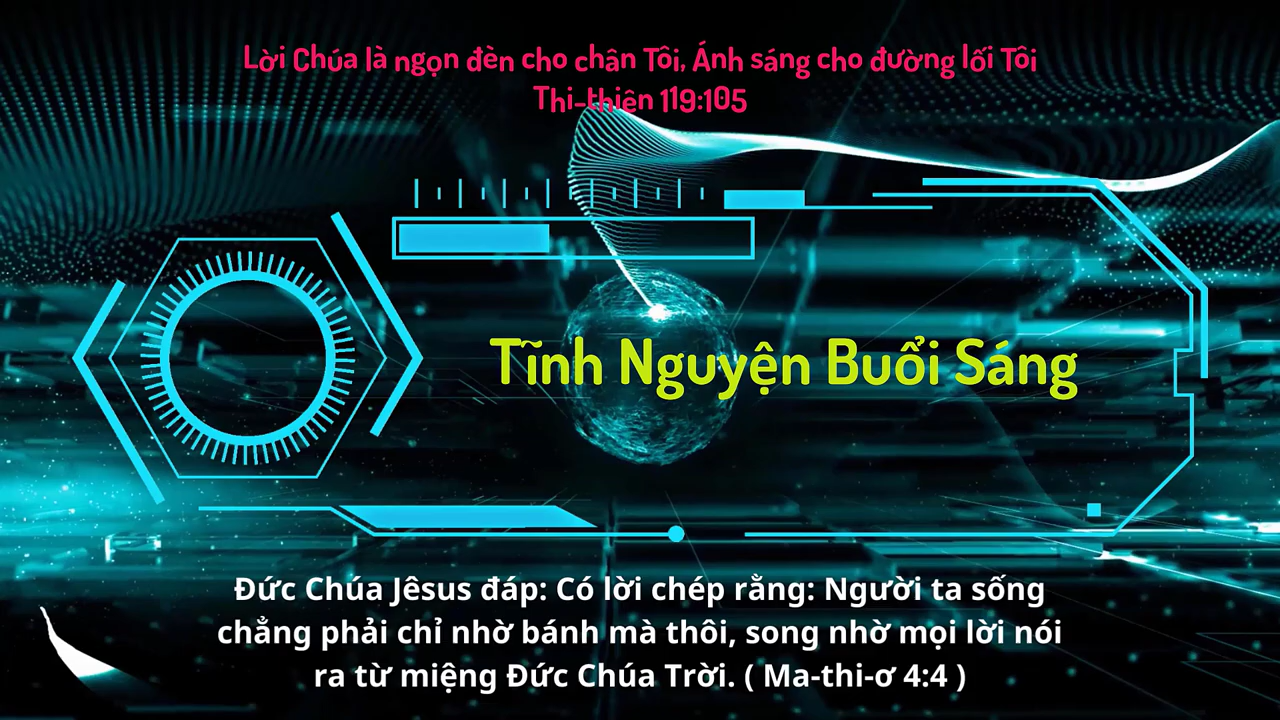 Lời Chúa là ngọn đèn cho chân Tôi, Ánh sáng cho đường lối Tôi
Thi-thiên 119:105
Tĩnh Nguyện Buổi Sáng
Đức Chúa Jêsus đáp: Có lời chép rằng: Người ta sống
chẳng phải chỉ nhờ bánh mà thôi, song nhờ mọi lời nói
ra từ miệng Đức Chúa Trời. ( Ma-thi-ơ 4:4 )